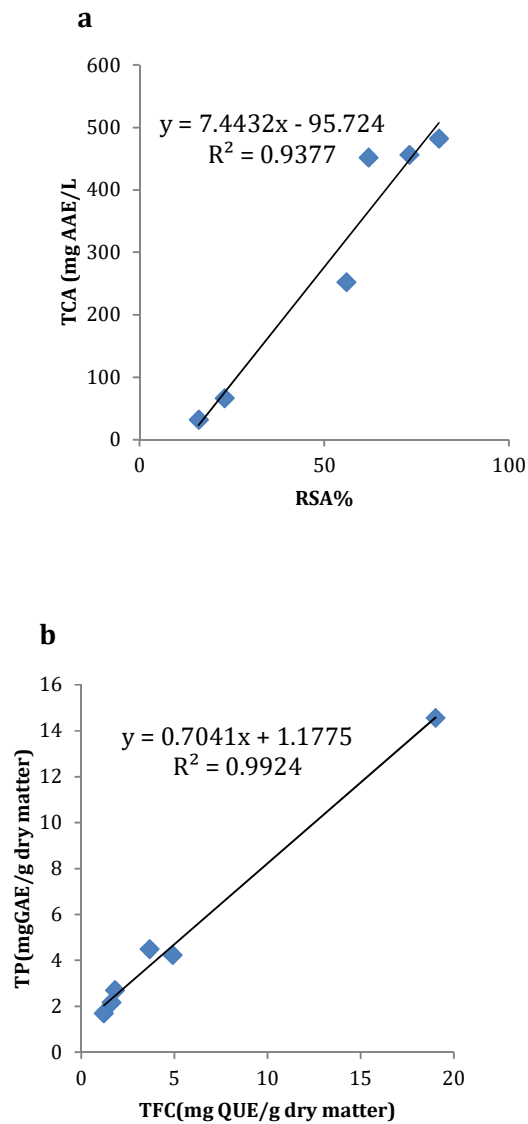 a
600
500
400
300
200
100
0
y = 7.4432x - 95.724
R² = 0.9377
TCA (mg AAE/L
0
50
100
RSA%
b
16
14
12
10
8
6
4
2
0
y = 0.7041x + 1.1775
R² = 0.9924
TP(mgGAE/g dry matter)
0
5
10
15
20
TFC(mg QUE/g dry matter)